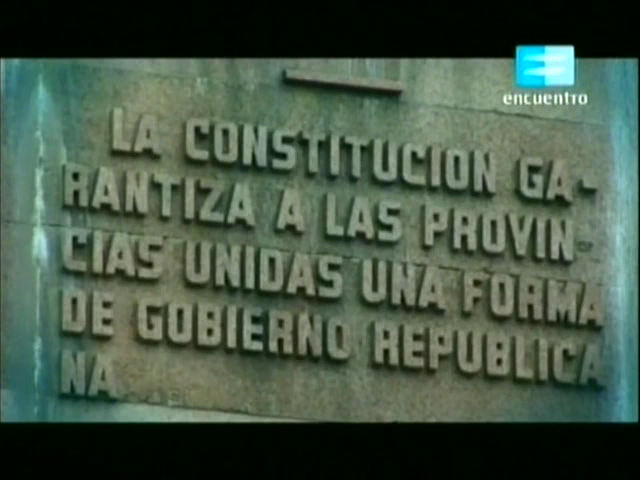 encuentro
LA CONSTITUCION GA-
RANTIZA A LAS PROVIN-
CIAS UNIDAS UNA FORMA
DE GOBIERNO REPUBLICA
NA